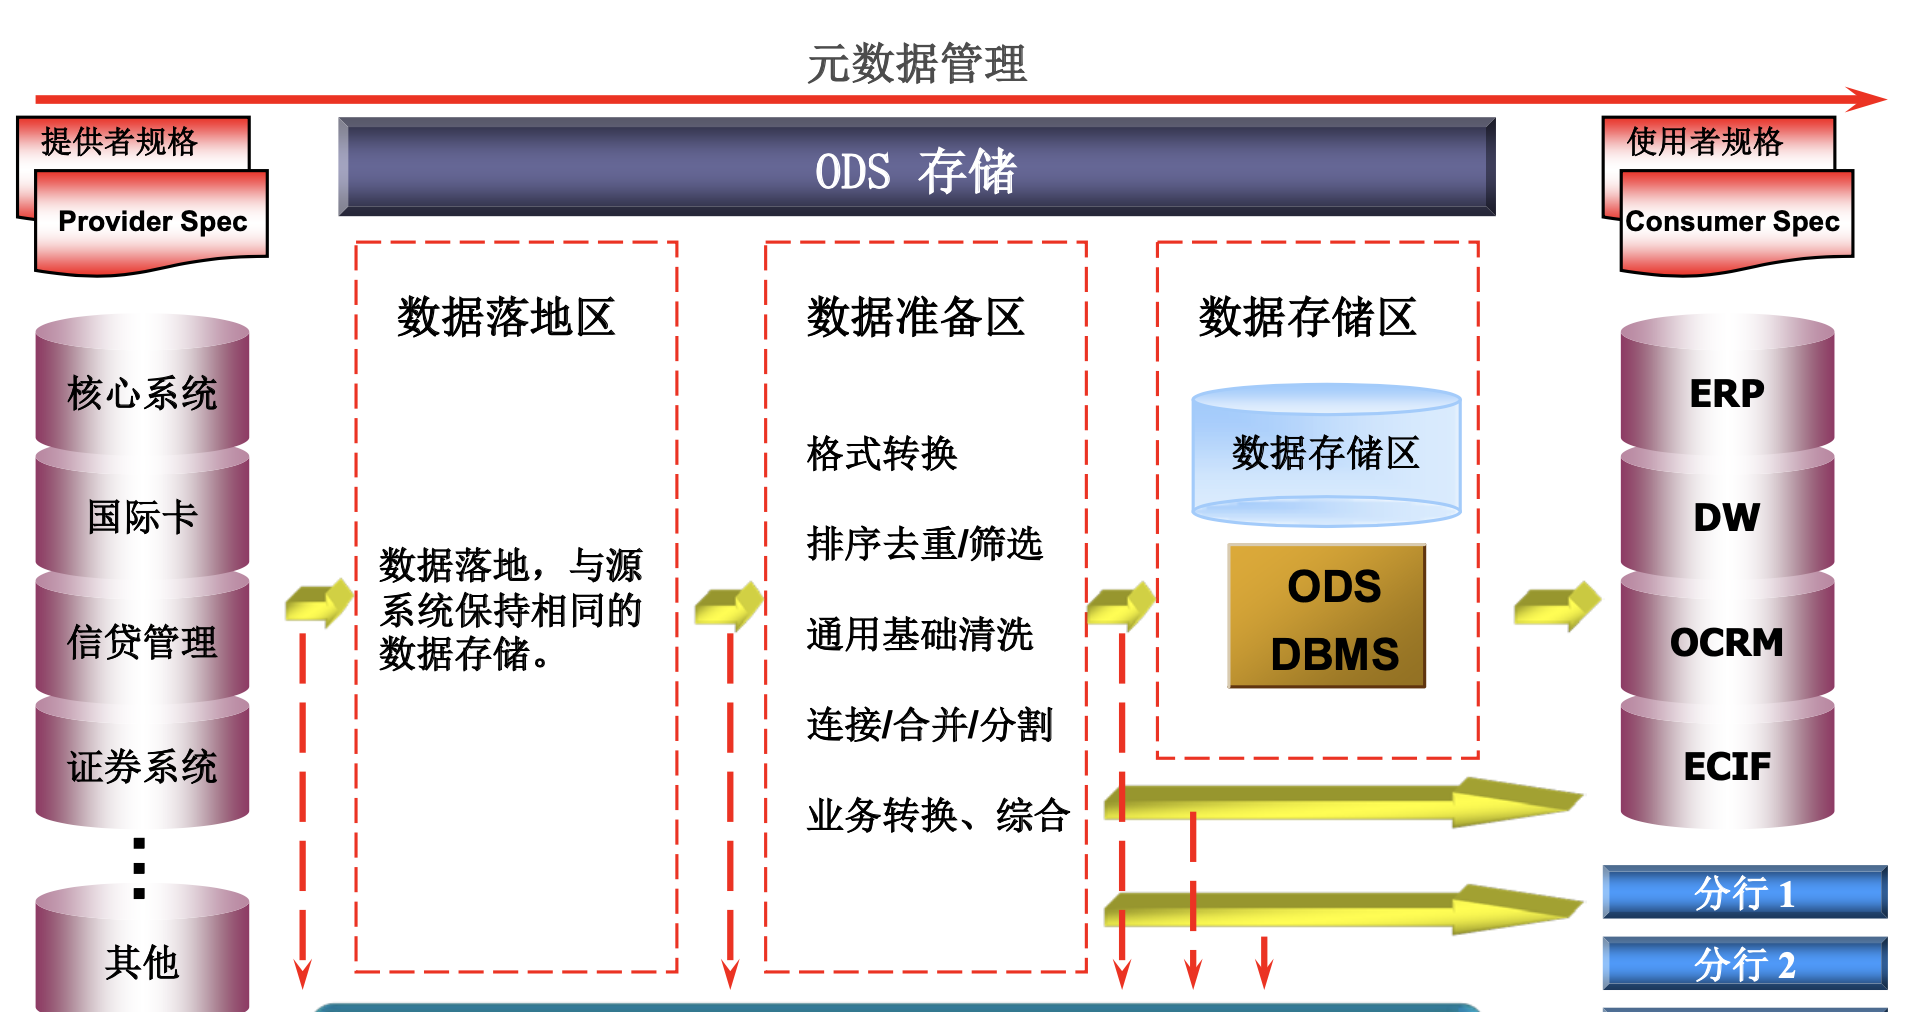 元数据管理
提供者规格
Provider Spec
ODS 存储
使用者规格
Consumer Spec
核心系统
国际卡
信贷管理
证券系统
其他
数据落地区
数据落地，与源
系统保持相同的
数据存储。
数据准备区
格式转换
排序去重/筛选
通用基础清洗
连接/合并/分割
业务转换、综合
数据存储区
数据存储区
ODS
DBMS
ERP
DW
OCRM
ECIF
分行 1
分行 2